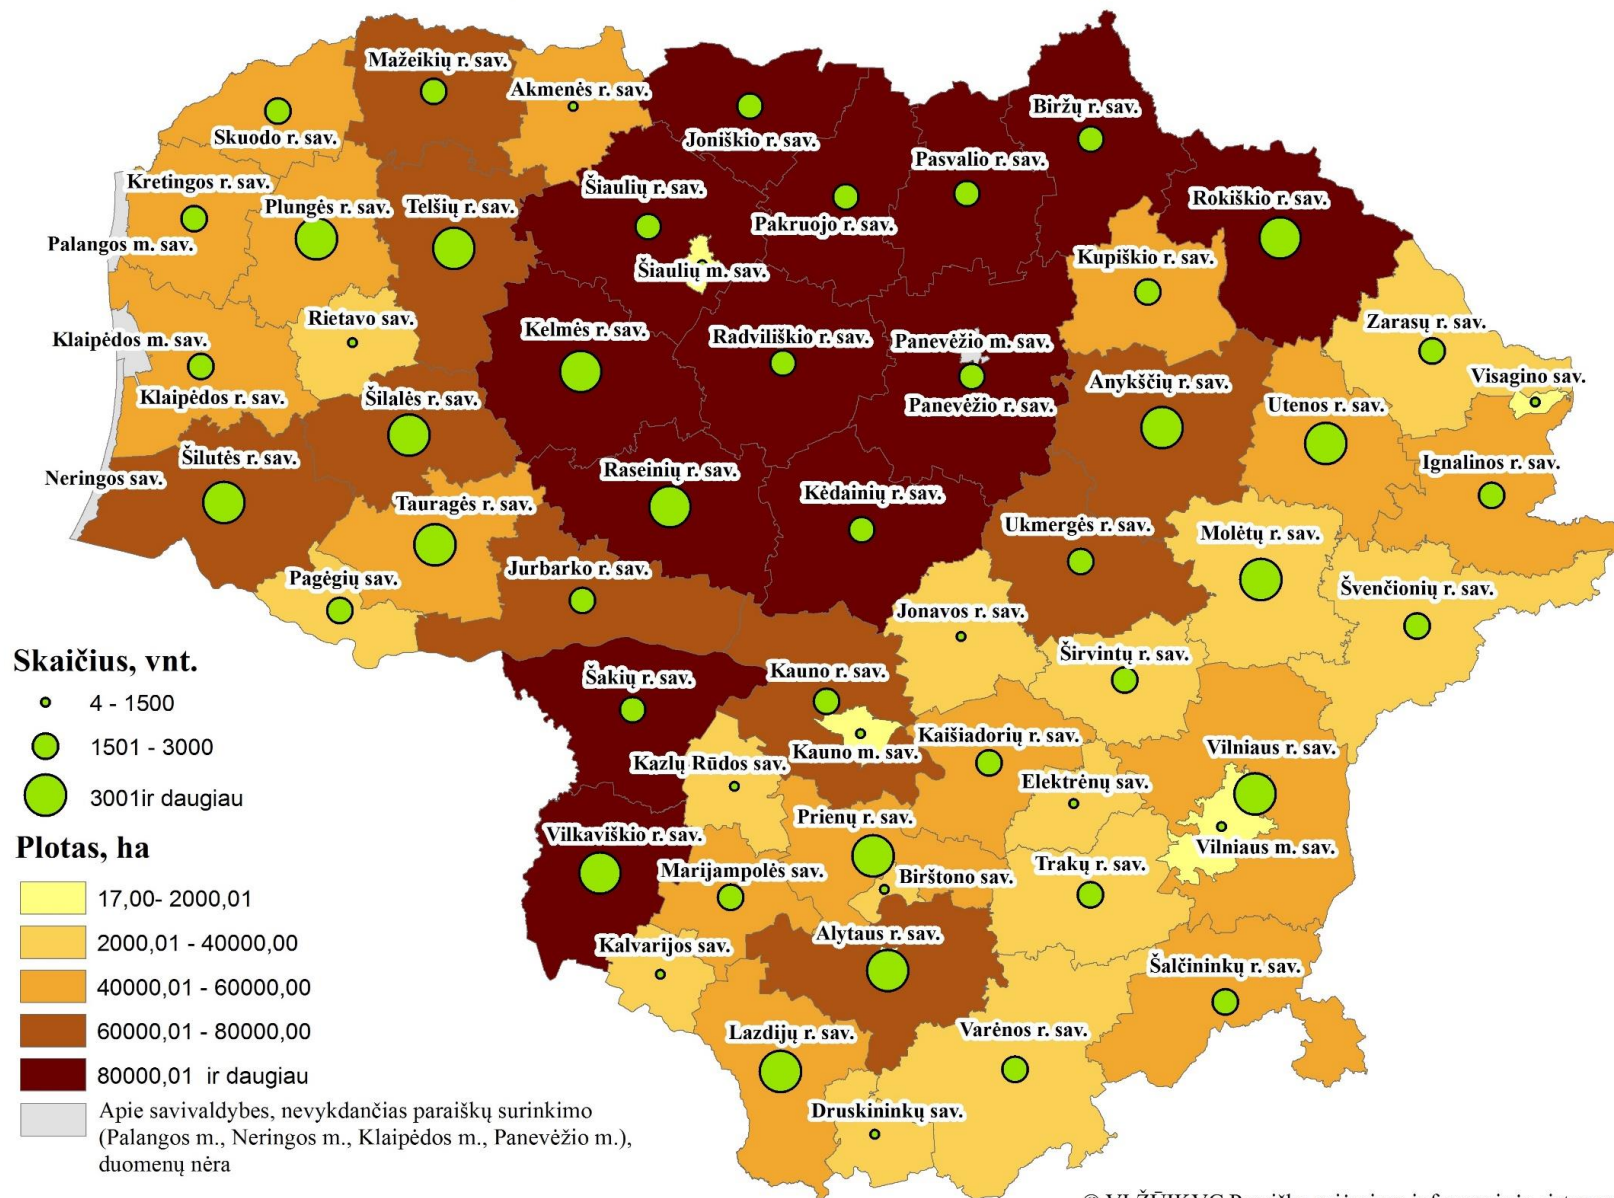 Mažeikių r. sav.
Akmenės r. sav.
Skuodo r. sav.
Joniškio r. sav.
Biržų r. sav.
Pasvalio r. sav.
Kretingos r. sav.
Plungės r. sav.
Telšių r. sav.
Šiaulių r. sav.
Pakruojo r. sav.
Rokiškio r. sav.
Palangos m. sav.
Šiaulių m. sav.
Kupiškio r. sav.
Rietavo sav.
Klaipėdos m. sav.
Kelmės r. sav.
Radviliškio r. sav.
Panevėžio m. sav.
Zarasų r. sav.
Visagino sav.
Klaipėdos r. sav.
Šilalės r. sav.
Panevėžio r. sav.
Anykščių r. sav.
Utenos r. sav.
Šilutės r. sav.
Neringos sav.
Raseinių r. sav.
Kėdainių r. sav.
Ignalinos r. sav.
Tauragės r. sav.
Ukmergės r. sav.
Molėtų r. sav.
Pagėgių sav.
Jurbarko r. sav.
Jonavos r. sav.
Švenčionių r. sav.
Širvintų r. sav.
Šakių r. sav.
Kauno r. sav.
Kauno m. sav.
Kaišiadorių r. sav.
Vilniaus r. sav.
Kazlų Rūdos sav.
Elektrėnų sav.
Vilkaviškio r. sav.
Prienų r. sav.
Vilniaus m. sav.
Marijampolės sav.
Birštono sav.
Trakų r. sav.
Kalvarijos sav.
Alytaus r. sav.
Šalčininkų r. sav.
Lazdijų r. sav.
Varėnos r. sav.
Druskininkų sav.
Skaičius, vnt.
4 - 1500
1501 - 3000
3001ir daugiau
Plotas, ha
17,00- 2000,01
2000,01 - 40000,00
40000,01 - 60000,00
60000,01 - 80000,00
80000,01 ir daugiau
Apie savivaldybes, nevykdančias paraiškų surinkimo
(Palangos m., Neringos m., Klaipėdos m., Panevėžio m.),
duomenų nėra